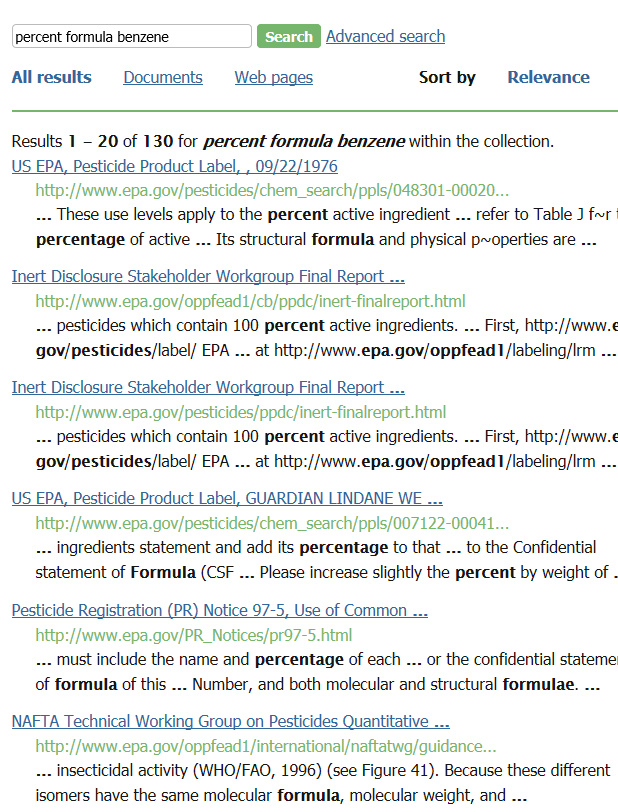 percent formula benzene Search Advanced search
All results Documents Web pages Sort by Relevance
Results 1 – 20 of 130 for percent formula benzene within the collection.
US EPA, Pesticide Product Label, , 09/22/1976
http://www.epa.gov/pesticides/chem_search/ppls/048301-00020...
... These use levels apply to the percent active ingredient ... refer to Table J f~r
percentage of active ... Its structural formula and physical p~operties are ...
Inert Disclosure Stakeholder Workgroup Final Report ...
http://www.epa.gov/oppfead1/cb/ppdc/inert-finalreport.html
... pesticides which contain 100 percent active ingredients. ... First, http://www.e
gov/pesticides/label/ EPA ... at http://www.epa.gov/oppfead1/labeling/lrm ...
Inert Disclosure Stakeholder Workgroup Final Report ...
http://www.epa.gov/pesticides/ppdc/inert-finalreport.html
... pesticides which contain 100 percent active ingredients. ... First, http://www.e
gov/pesticides/label/ EPA ... at http://www.epa.gov/oppfead1/labeling/lrm ...
US EPA, Pesticide Product Label, GUARDIAN LINDANE WE ...
http://www.epa.gov/pesticides/chem_search/ppls/007122-00041...
... ingredients statement and add its percentage to that ... to the Confidential
statement of Formula (CSF ... Please increase slightly the percent by weight of .
Pesticide Registration (PR) Notice 97-5, Use of Common ...
http://www.epa.gov/PR_Notices/pr97-5.html
... must include the name and percentage of each ... or the confidential stateme
of formula of this ... Number, and both molecular and structural formulae. ...
NAFTA Technical Working Group on Pesticides Quantitative ...
http://www.epa.gov/oppfead1/international/naftatwg/guidance...
... insecticidal activity (WHO/FAO, 1996) (see Figure 41). Because these different
isomers have the same molecular formula, molecular weight, and ...